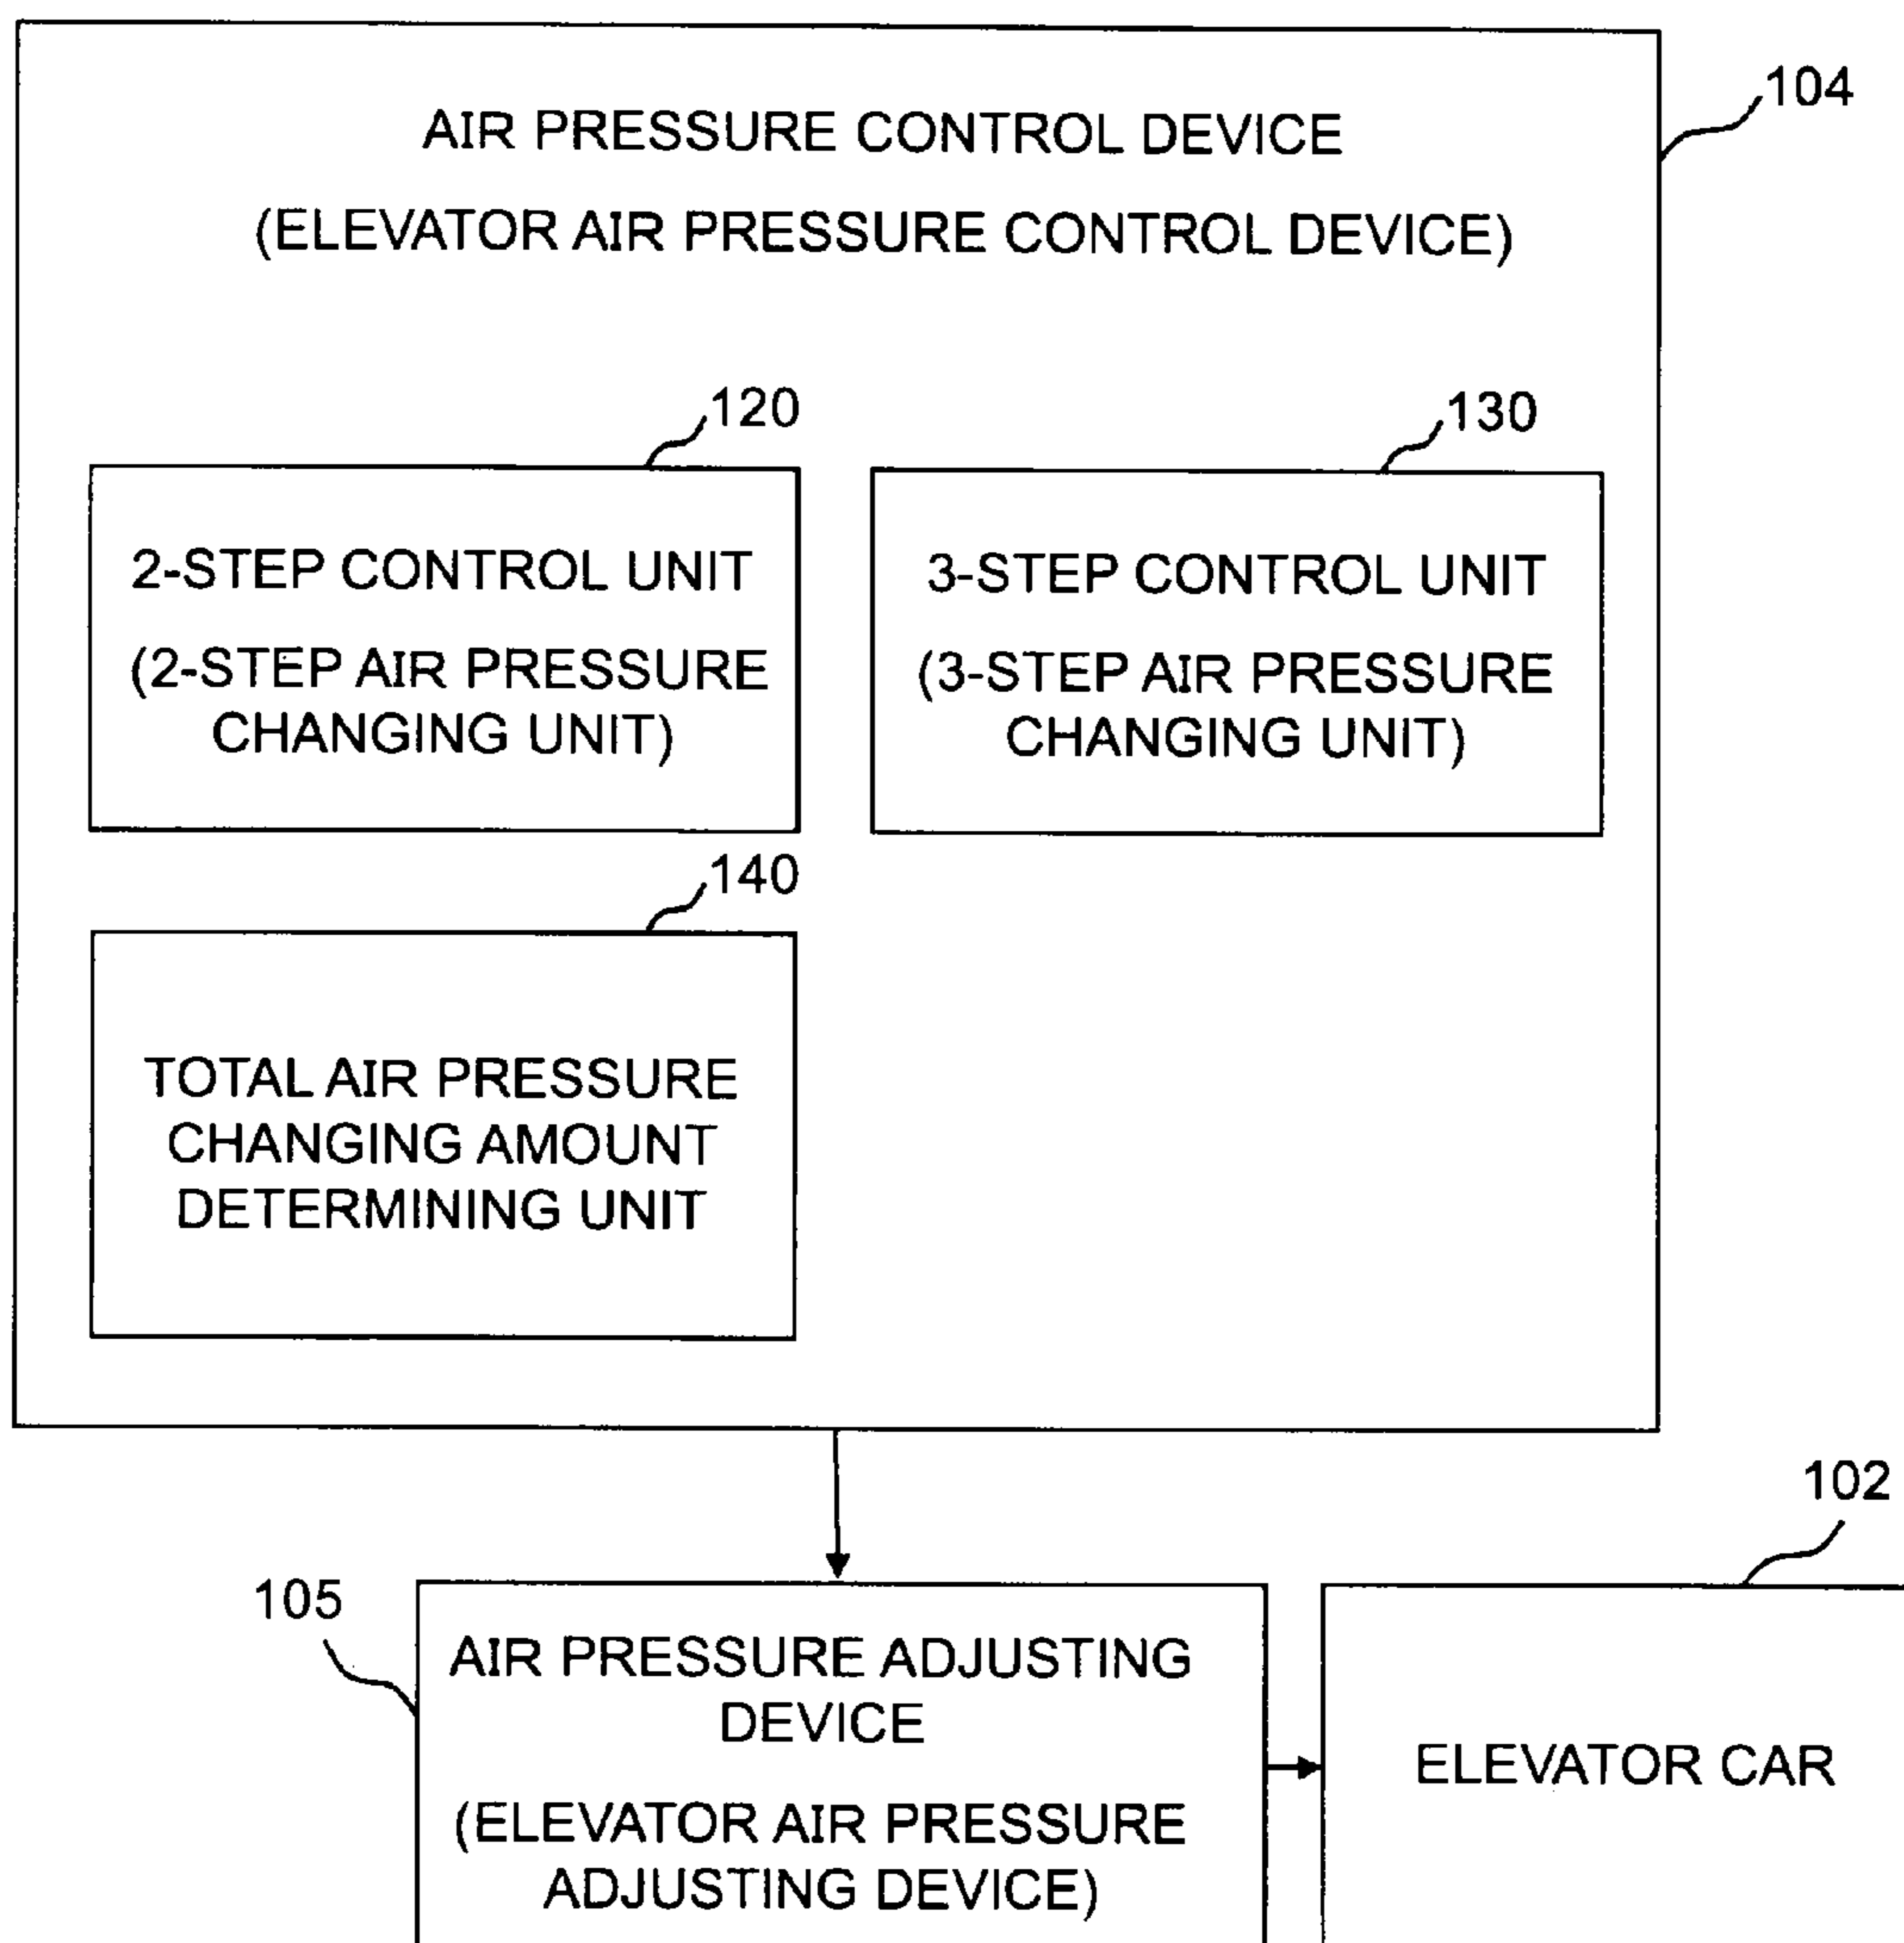 104
AIR PRESSURE CONTROL DEVICE
(ELEVATOR AIR PRESSURE CONTROL DEVICE)
120
130
2-STEP CONTROL UNIT
(2-STEP AIR PRESSURE
CHANGING UNIT)
3-STEP CONTROL UNIT
(3-STEP AIR PRESSURE
CHANGING UNIT)
140
TOTAL AIR PRESSURE
CHANGING AMOUNT
DETERMINING UNIT
102
105
AIR PRESSURE ADJUSTING
DEVICE
(ELEVATOR AIR PRESSURE
ADJUSTING DEVICE)
ELEVATOR CAR